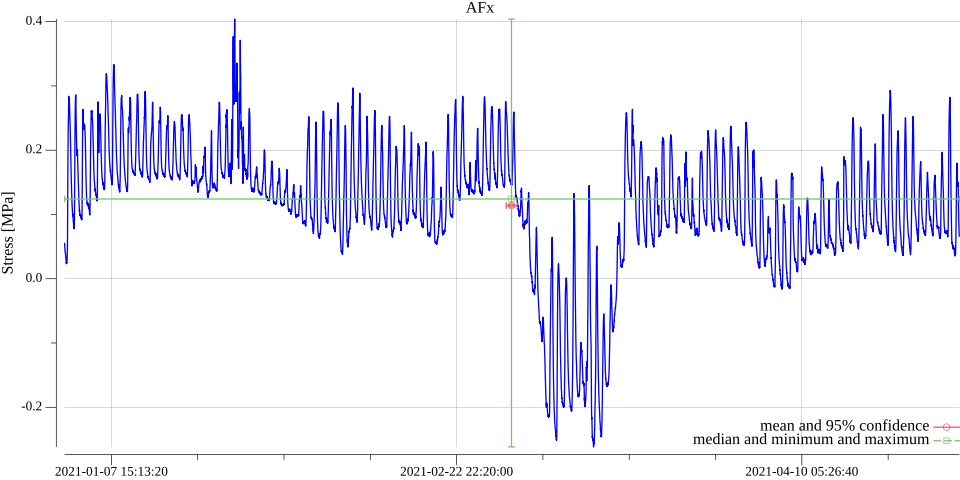 AFx
0.4
0.2
0.0
-0.2
Stress [MPa]
mean and 95% confidence
median and minimum and maximum
2021-01-07 15:13:20
2021-02-22 22:20:00
2021-04-10 05:26:40